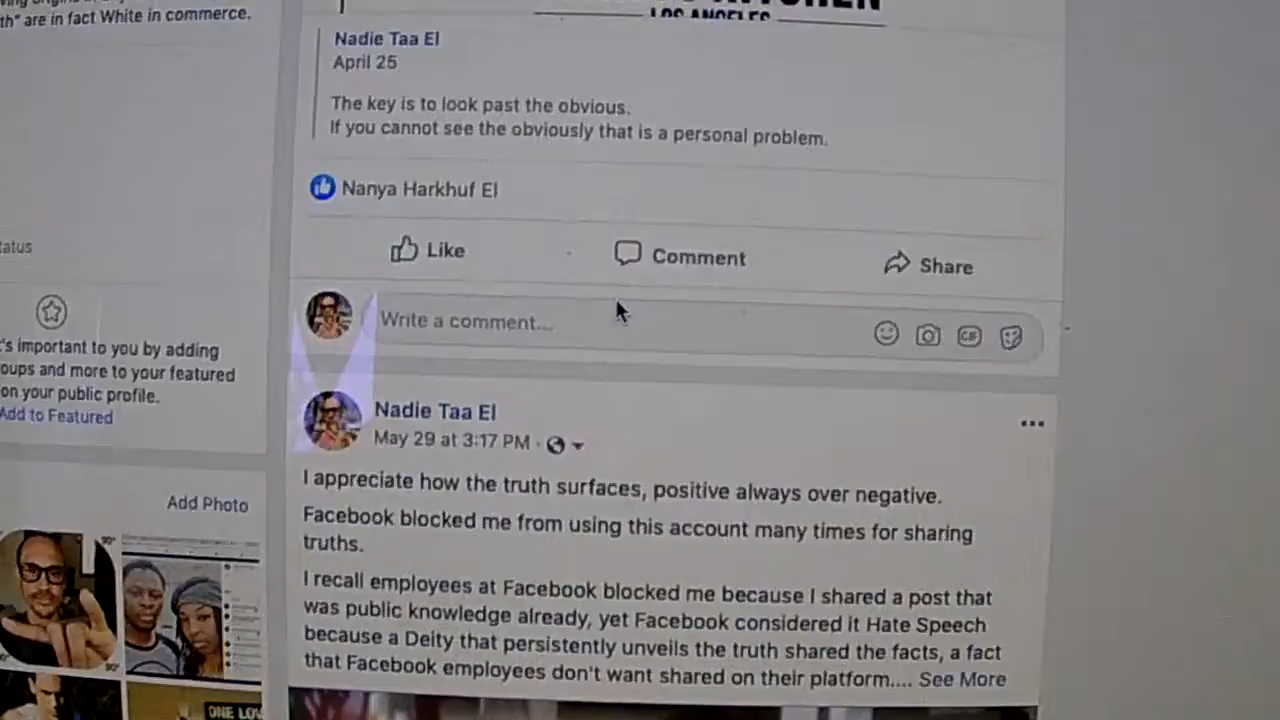 th" are in fact White in commerce.
LOS ANGELES
Nadie Taa El
April 25
The key is to look past the obvious.
If you cannot see the obviously that is a personal problem.
Nanya Harkhuf El
Like
Comment
Share
Write a comment...
GIF
tatus
's important to you by adding
oups and more to your featured
on your public profile.
Add to Featured
Add Photo
ONE LOV
Nadie Taa El
May 29 at 3:17 PM ·
I appreciate how the truth surfaces, positive always over negative.
Facebook blocked me from using this account many times for sharing
truths.
I recall employees at Facebook blocked me because I shared a post that
was public knowledge already, yet Facebook considered it Hate Speech
because a Deity that persistently unveils the truth shared the facts, a fact
that Facebook employees don't want shared on their platform.... See More